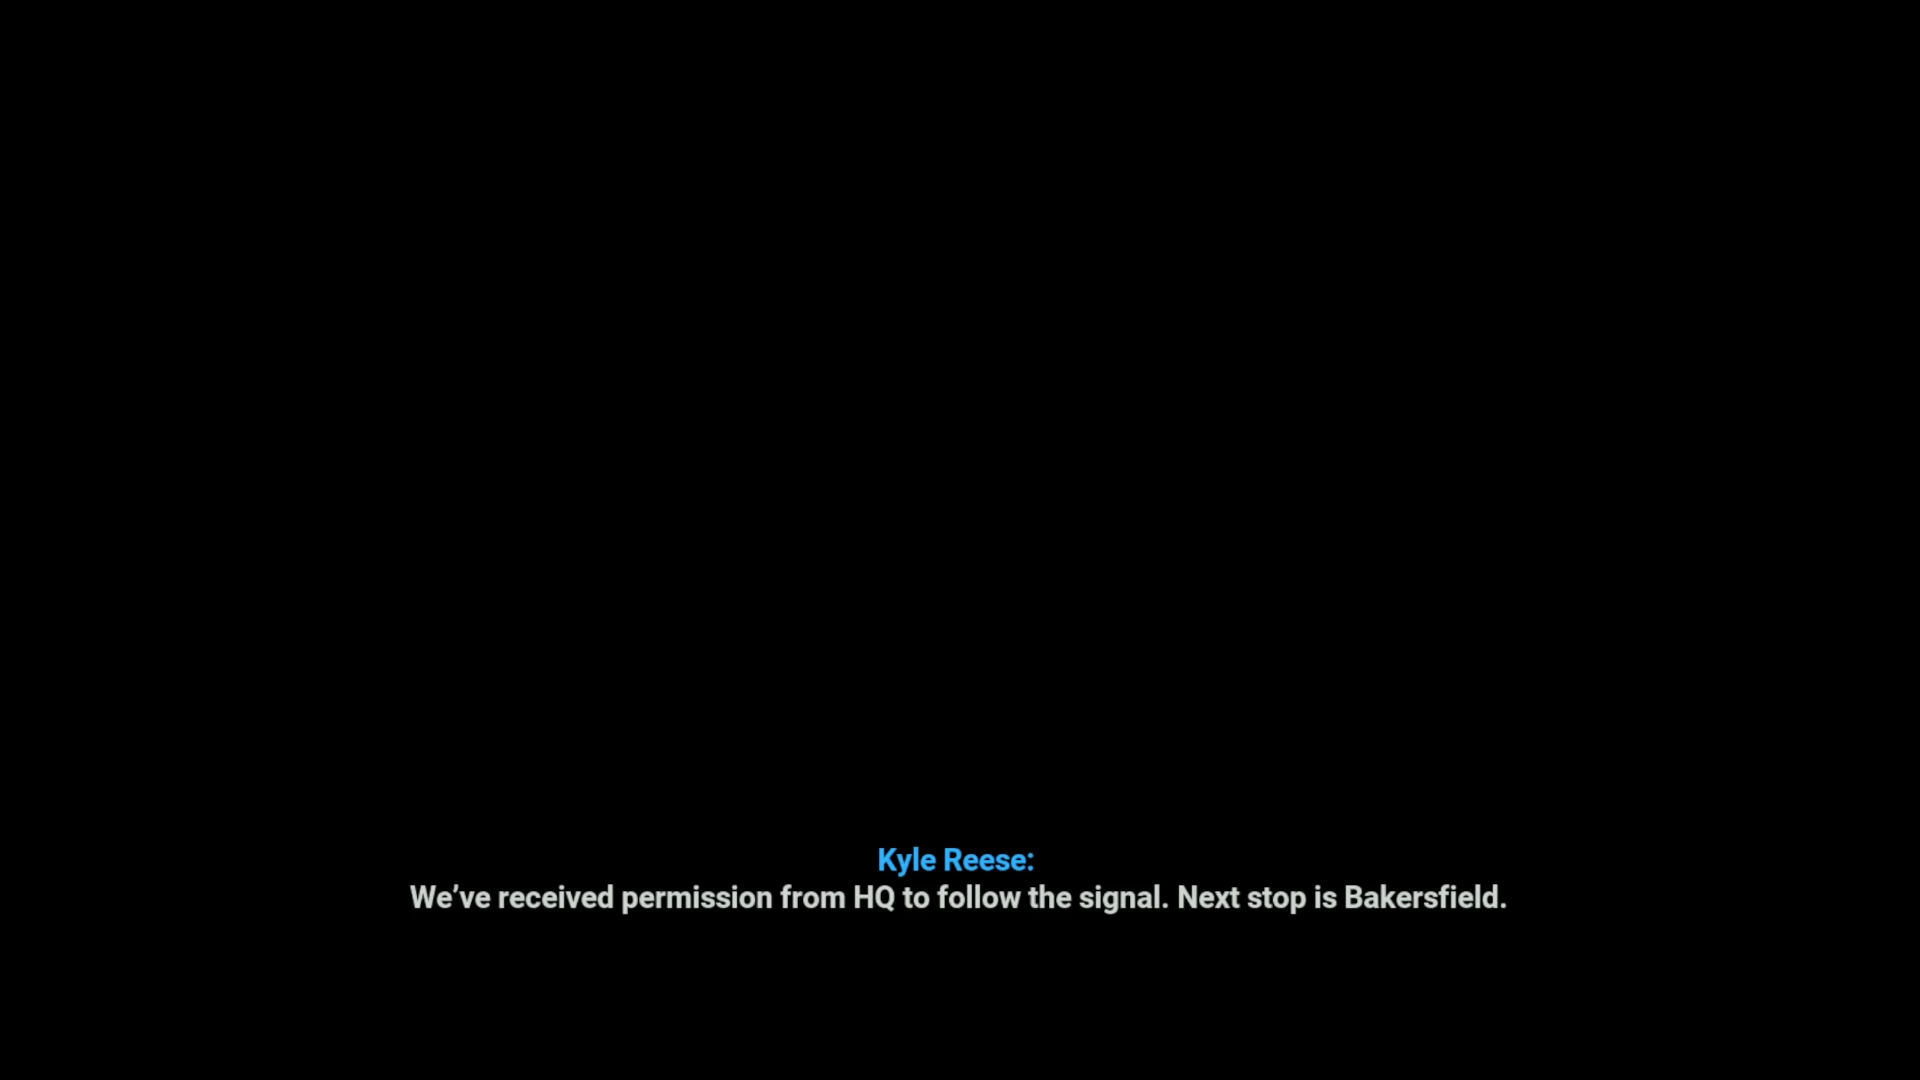 Kyle Reese:
We’ve received permission from HQ to follow the signal. Next stop is Bakersfield.